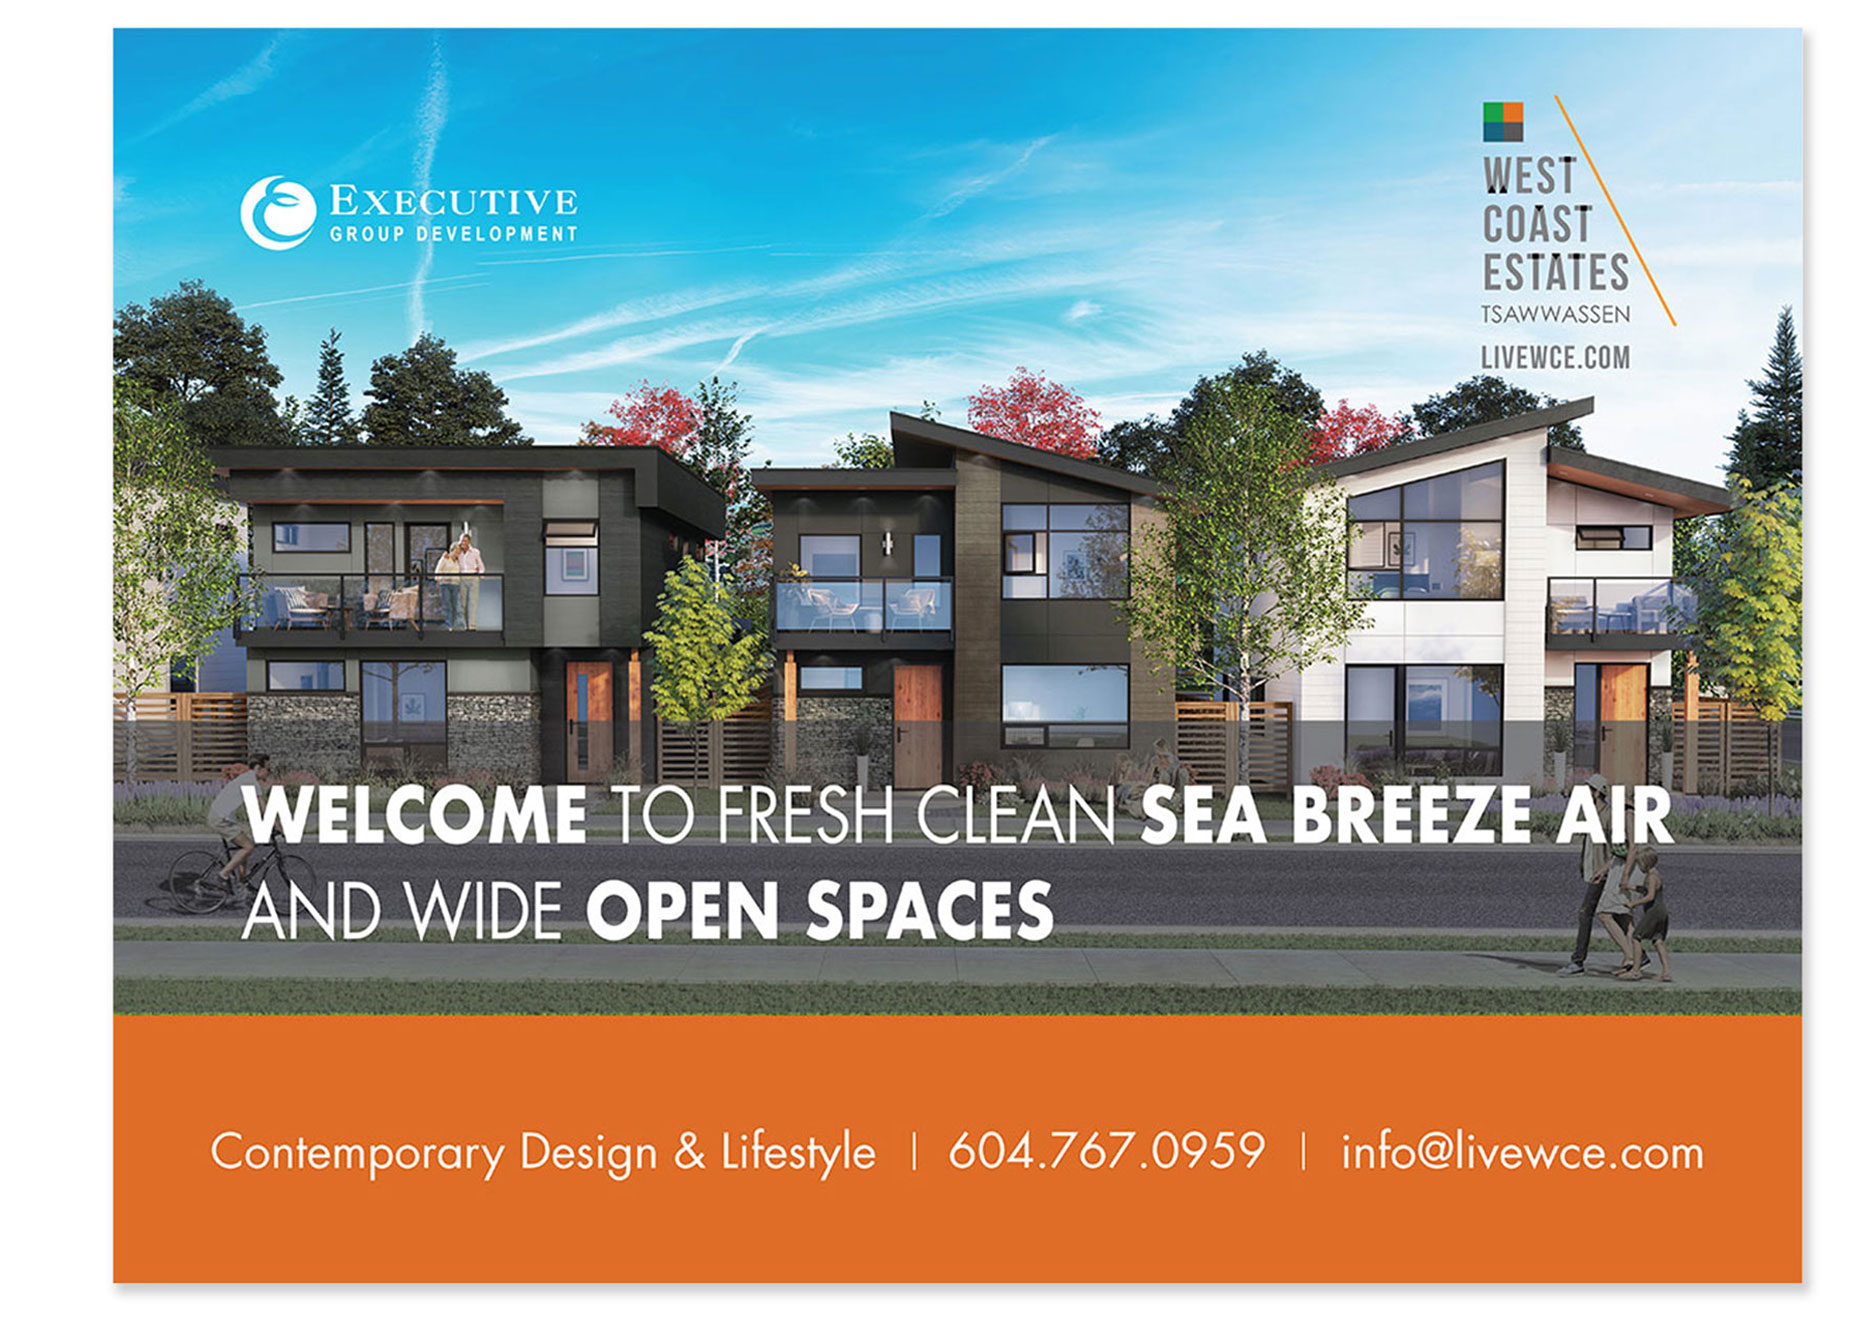 EXECUTIVE
GROUP DEVELOPMENT
WEST
COAST
ESTATES
TSAWWASSEN
LIVEWCE.COM
WELCOME TO FRESH CLEAN SEA BREEZE AIR
AND WIDE OPEN SPACES
Contemporary Design & Lifestyle | 604.767.0959 | info@livewce.com